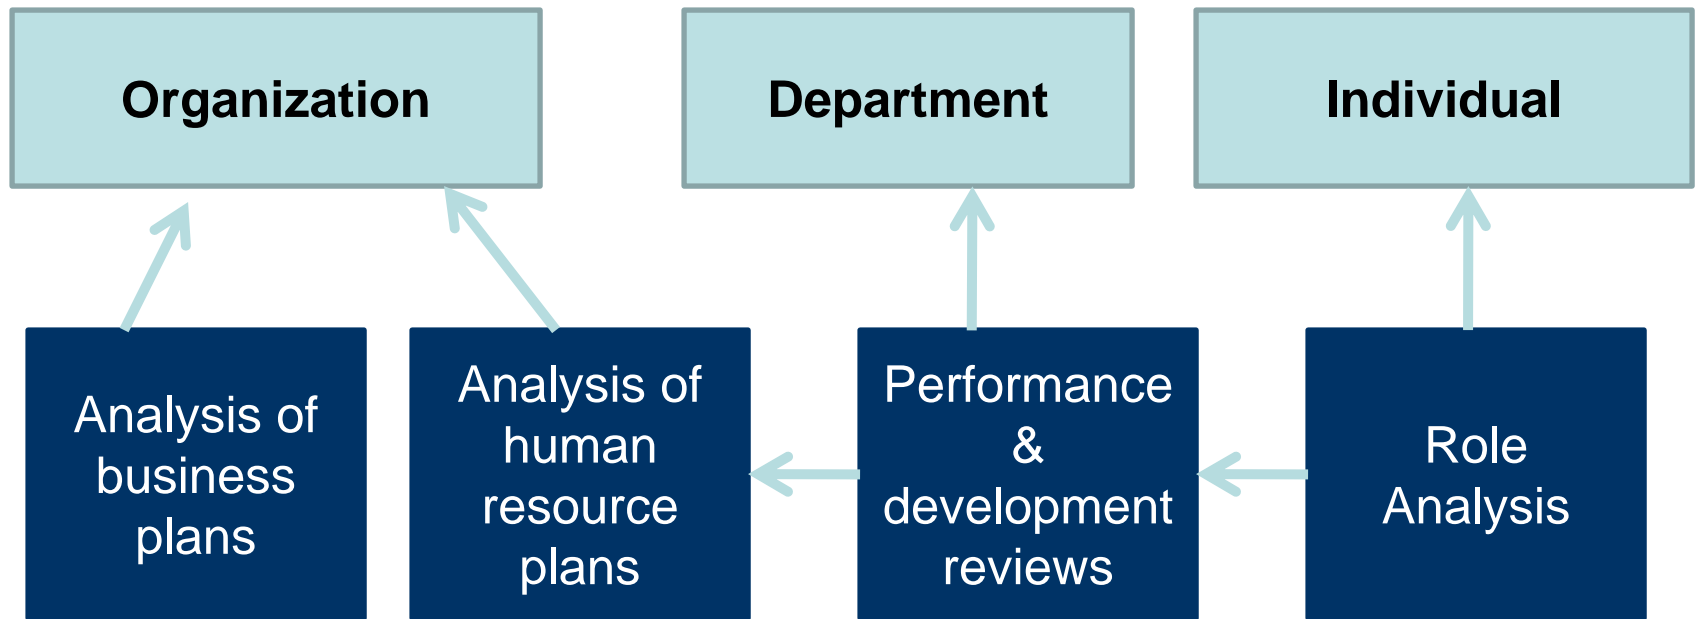 Organization
Department
Individual
Analysis of
business
plans
Analysis of
human
resource
plans
Performance
&
development
reviews
Role
Analysis